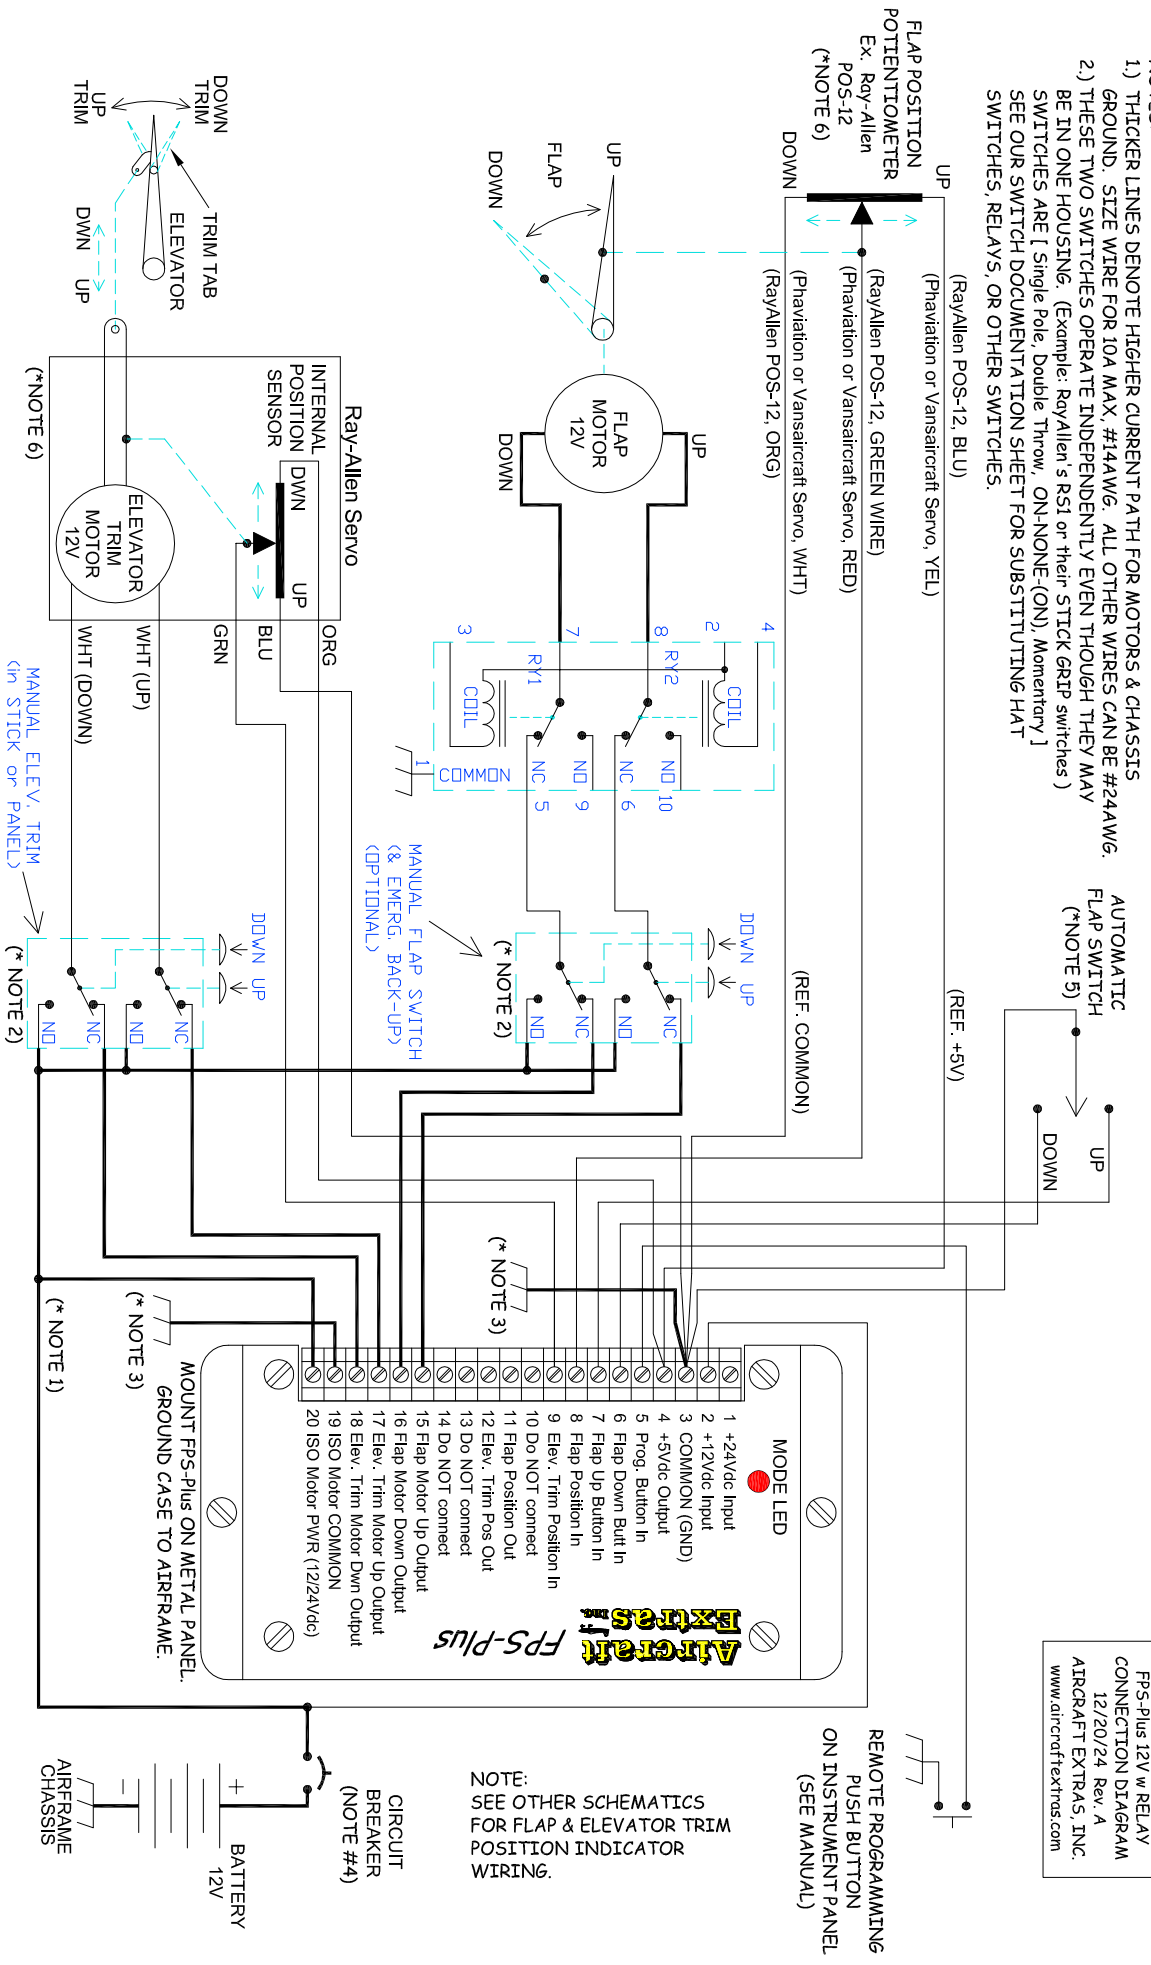 1.) THICKER LINES DENOTE HIGHER CURRENT PATH FOR MOTORS & CHASSIS
GROUND. SIZE WIRE FOR 10A MAX, #14AWG. ALL OTHER WIRES CAN BE #24AWG.
2.) THESE TWO SWITCHES OPERATE INDEPENDENTLY EVEN THOUGH THEY MAY
BE IN ONE HOUSING. (Example: RayAllen's RS1 or their STICK GRIP switches )
SWITCHES ARE [ Single Pole, Double Throw, ON-NONE-(ON), Momentary ]
SEE OUR SWITCH DOCUMENTATION SHEET FOR SUBSTITUTING HAT
SWITCHES, RELAYS, OR OTHER SWITCHES.
FPS-Plus 12V w RELAY
CONNECTION DIAGRAM
12/20/24 Rev. A
AIRCRAFT EXTRAS, INC.
www.aircraftextras.com
AUTOMATIC
FLAP SWITCH
(*NOTE 5)
UP
DOWN
FLAP POSITION
POTIENTIOMETER
Ex. Ray-Allen
POS-12
(*NOTE 6)
UP
DOWN
(RayAllen POS-12, BLU)
(Phaviation or Vansaircraft Servo, YEL)
(REF. +5V)
(RayAllen POS-12, GREEN WIRE)
(Phaviation or Vansaircraft Servo, RED)
(Phaviation or Vansaircraft Servo, WHT)
(RayAllen POS-12, ORG)
(REF. COMMON)
UP
FLAP
DOWN
FLAP
MOTOR
12V
UP
DOWN
4
2
8
7
3
RY2
RY1
COIL
COIL
NO
NC
NO
NC
10
6
9
5
1
COMMON
MANUAL FLAP SWITCH
(& EMERG. BACK-UP)
(OPTIONAL)
(* NOTE 2)
DOWN
UP
NC
NO
NC
NO
DOWN
TRIM
UP
TRIM
TRIM TAB
ELEVATOR
DWN
UP
Ray-Allen Servo
INTERNAL
POSITION
SENSOR
DWN
UP
ELEVATOR
TRIM
MOTOR
12V
(*NOTE 6)
ORG
BLU
GRN
WHT (UP)
WHT (DOWN)
MANUAL ELEV. TRIM
(in STICK or PANEL)
DOWN
UP
NC
NO
NC
NO
(* NOTE 2)
(* NOTE 3)
(* NOTE 3)
(* NOTE 1)
MODE LED
1 +24Vdc Input
2 +12Vdc Input
3 COMMON (GND)
4 +5Vdc Output
5 Prog. Button In
6 Flap Down Butt In
7 Flap Up Button In
8 Flap Position In
9 Elev. Trim Position In
10 Do NOT connect
11 Flap Position Out
12 Elev. Trim Pos Out
13 Do NOT connect
14 Do NOT connect
15 Flap Motor Up Output
16 Flap Motor Down Output
17 Elev. Trim Motor Up Output
18 Elev. Trim Motor Dwn Output
19 ISO Motor COMMON
20 ISO Motor PWR (12/24Vdc)
Aircraft
Extras Inc.
FPS-Plus
MOUNT FPS-Plus ON METAL PANEL.
GROUND CASE TO AIRFRAME.
REMOTE PROGRAMMING
PUSH BUTTON
ON INSTRUMENT PANEL
(SEE MANUAL)
NOTE:
SEE OTHER SCHEMATICS
FOR FLAP & ELEVATOR TRIM
POSITION INDICATOR
WIRING.
CIRCUIT
BREAKER
(NOTE #4)
+
−
BATTERY
12V
AIRFRAME
CHASSIS